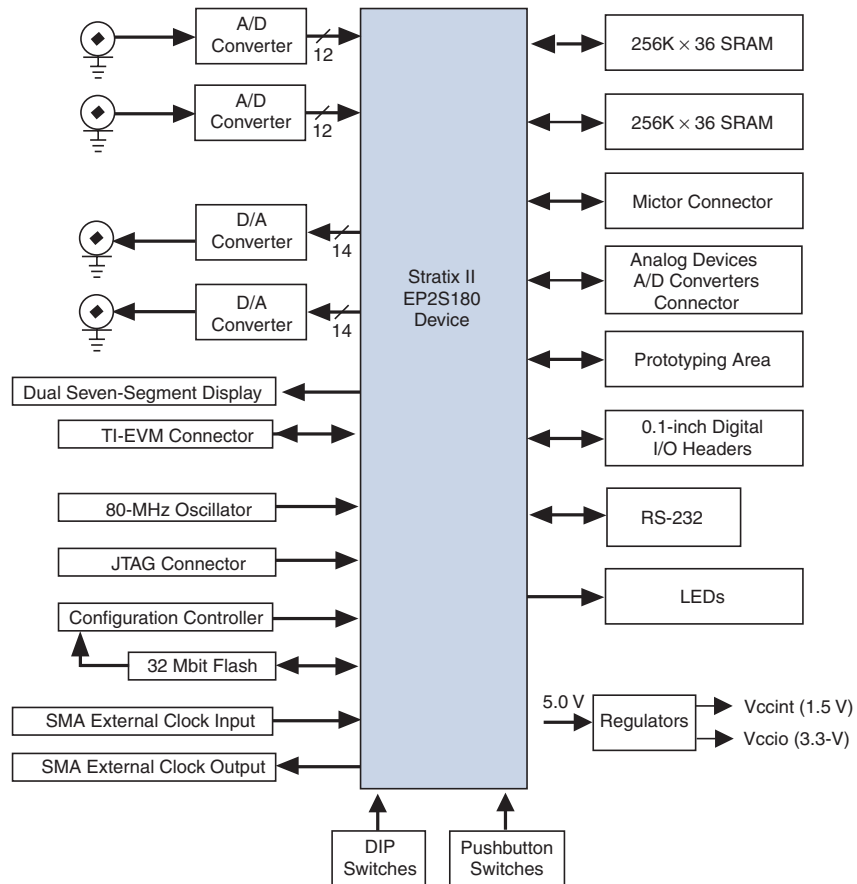 A/D
Converter
12
A/D
Converter
12
D/A
Converter
14
D/A
Converter
14
Dual Seven-Segment Display
TI-EVM Connector
80-MHz Oscillator
JTAG Connector
Configuration Controller
32 Mbit Flash
SMA External Clock Input
SMA External Clock Output
Stratix II
EP2S180
Device
256K × 36 SRAM
256K × 36 SRAM
Mictor Connector
Analog Devices
A/D Converters
Connector
Prototyping Area
0.1-inch Digital
I/O Headers
RS-232
LEDs
5.0 V
Regulators
Vccint (1.5 V)
Vccio (3.3-V)
DIP
Switches
Pushbutton
Switches